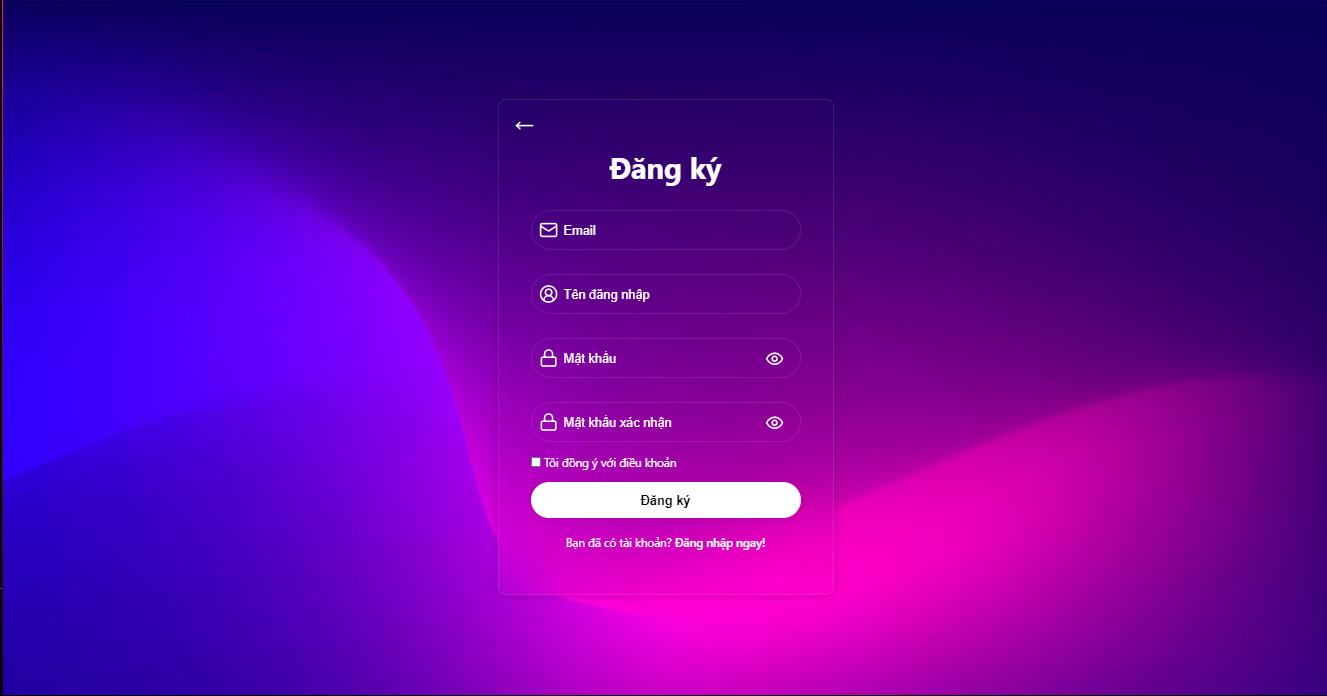 Đăng ký
Email
Tên đăng nhập
Mật khẩu
Mật khẩu xác nhận
Tôi đồng ý với điều khoản
Đăng ký
Bạn đã có tài khoản? Đăng nhập ngay!